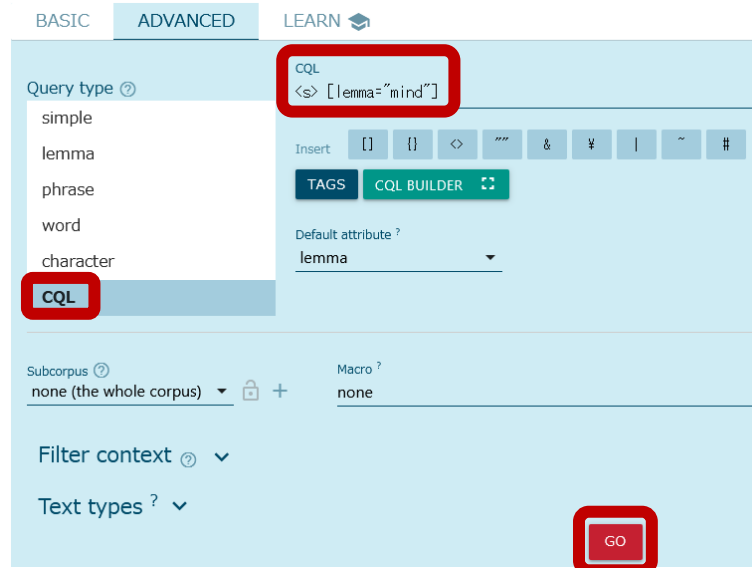 BASIC ADVANCED LEARN
CQL
<s> [lemma="mind"]
Query type ?
simple
lemma
phrase
word
character
CQL
Insert [] {} <> "" & ¥ | ~ #
TAGS CQL BUILDER
Default attribute ?
lemma
Subcorpus ?
none (the whole corpus) +
Macro ?
none
Filter context ?
Text types ?
GO